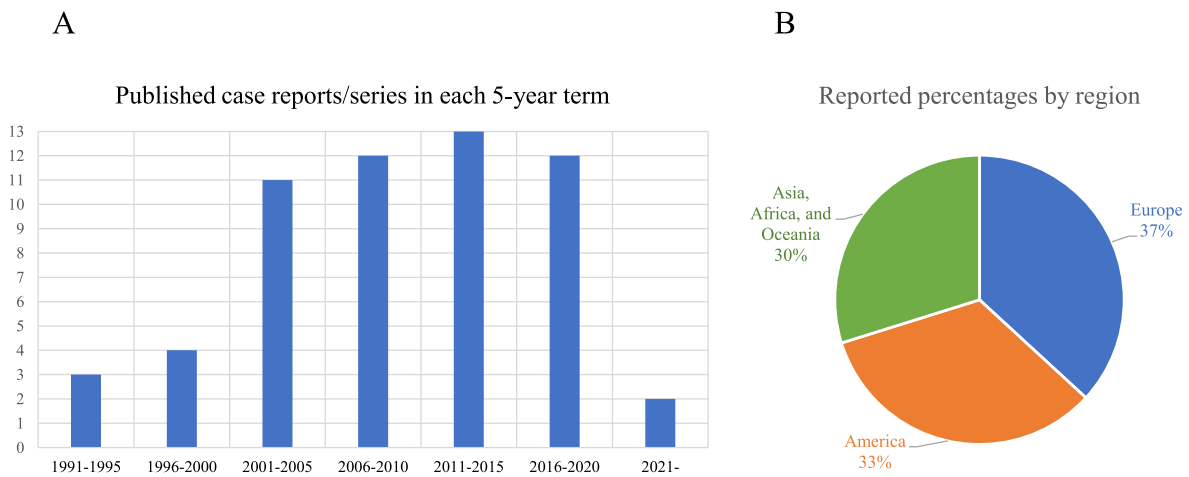 A
Published case reports/series in each 5-year term
13
12
11
10
9
8
7
6
5
4
3
2
1
0
1991-1995 1996-2000 2001-2005 2006-2010 2011-2015 2016-2020 2021-
B
Reported percentages by region
Asia,
Africa, and
Oceania
30%
Europe
37%
America
33%